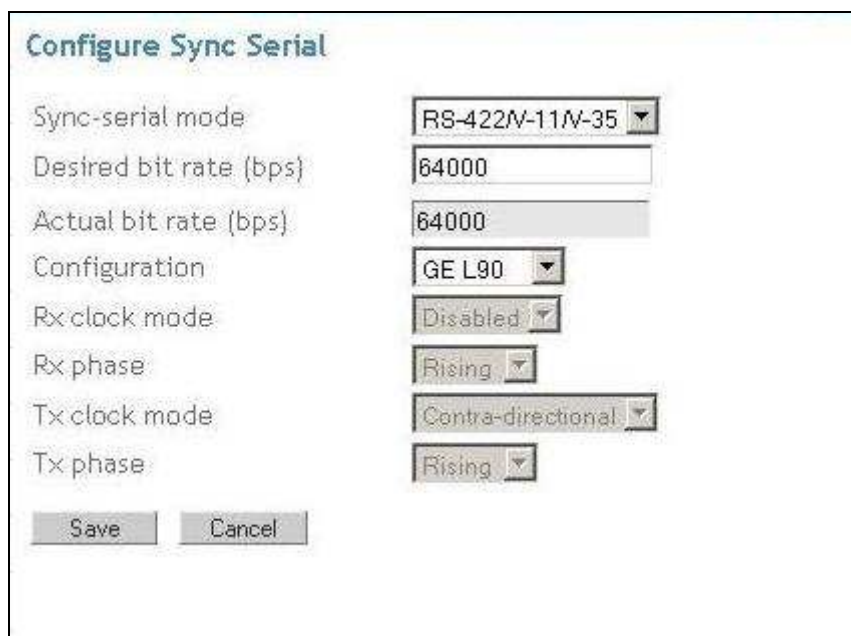 Configure Sync Serial
Sync-serial mode RS-422/V-11/V-35
Desired bit rate (bps) 64000
Actual bit rate (bps) 64000
Configuration GE L90
Rx clock mode Disabled
Rx phase Rising
Tx clock mode Contra-directional
Tx phase Rising
Save Cancel